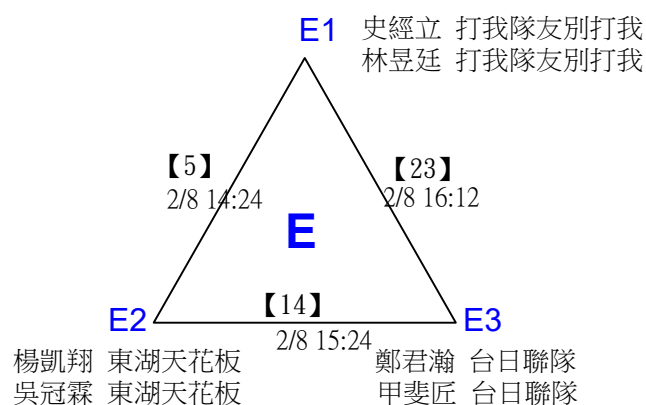 E1 史經立 打我隊友別打我
林昱廷 打我隊友別打我
【5】
2/8 14:24
【23】
2/8 16:12
E
【14】
2/8 15:24
E2
E3
楊凱翔 東湖天花板
吳冠霖 東湖天花板
鄭君瀚 台日聯隊
甲斐匠 台日聯隊